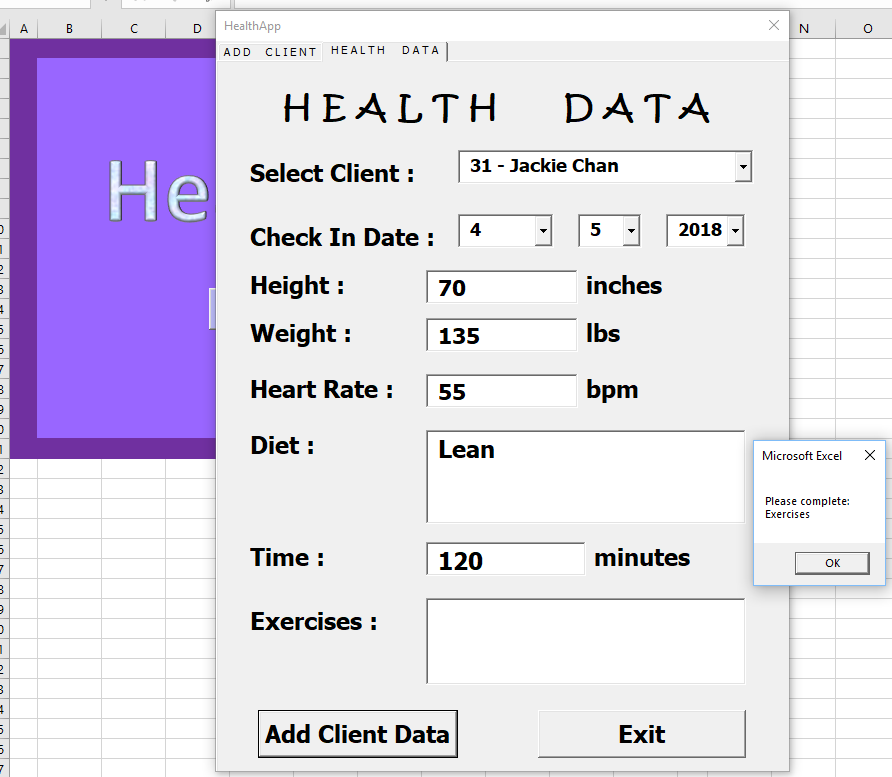 HealthApp
ADD CLIENT HEALTH DATA
A B C D N O
HEALTH DATA
He
Select Client : 31 - Jackie Chan
Check In Date : 4 5 2018
Height : 70 inches
Weight : 135 lbs
Heart Rate : 55 bpm
Diet : Lean
Time : 120 minutes
Exercises :
Add Client Data Exit
Microsoft Excel
Please complete:
Exercises
OK